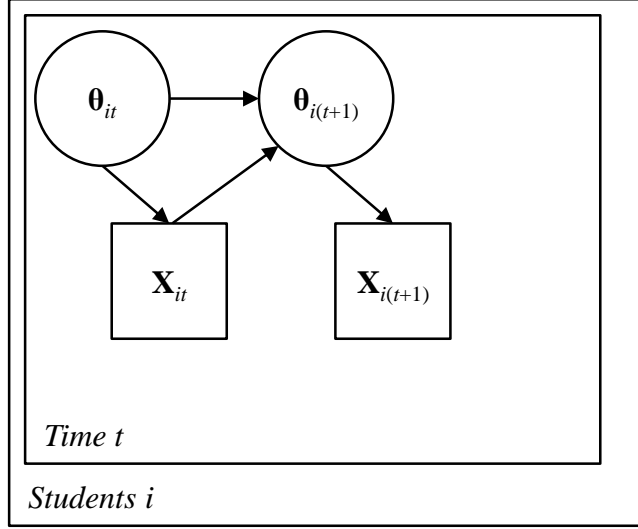 θit
θi(t+1)
Xit
Xi(t+1)
Time t
Students i